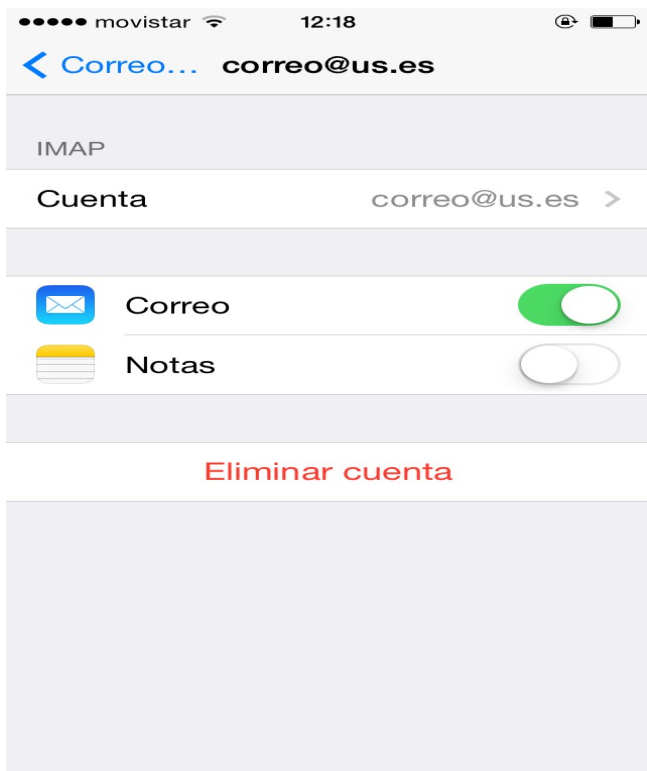 movistar 12:18
Correo... correo@us.es
IMAP
Cuenta correo@us.es
Correo
Notas
Eliminar cuenta